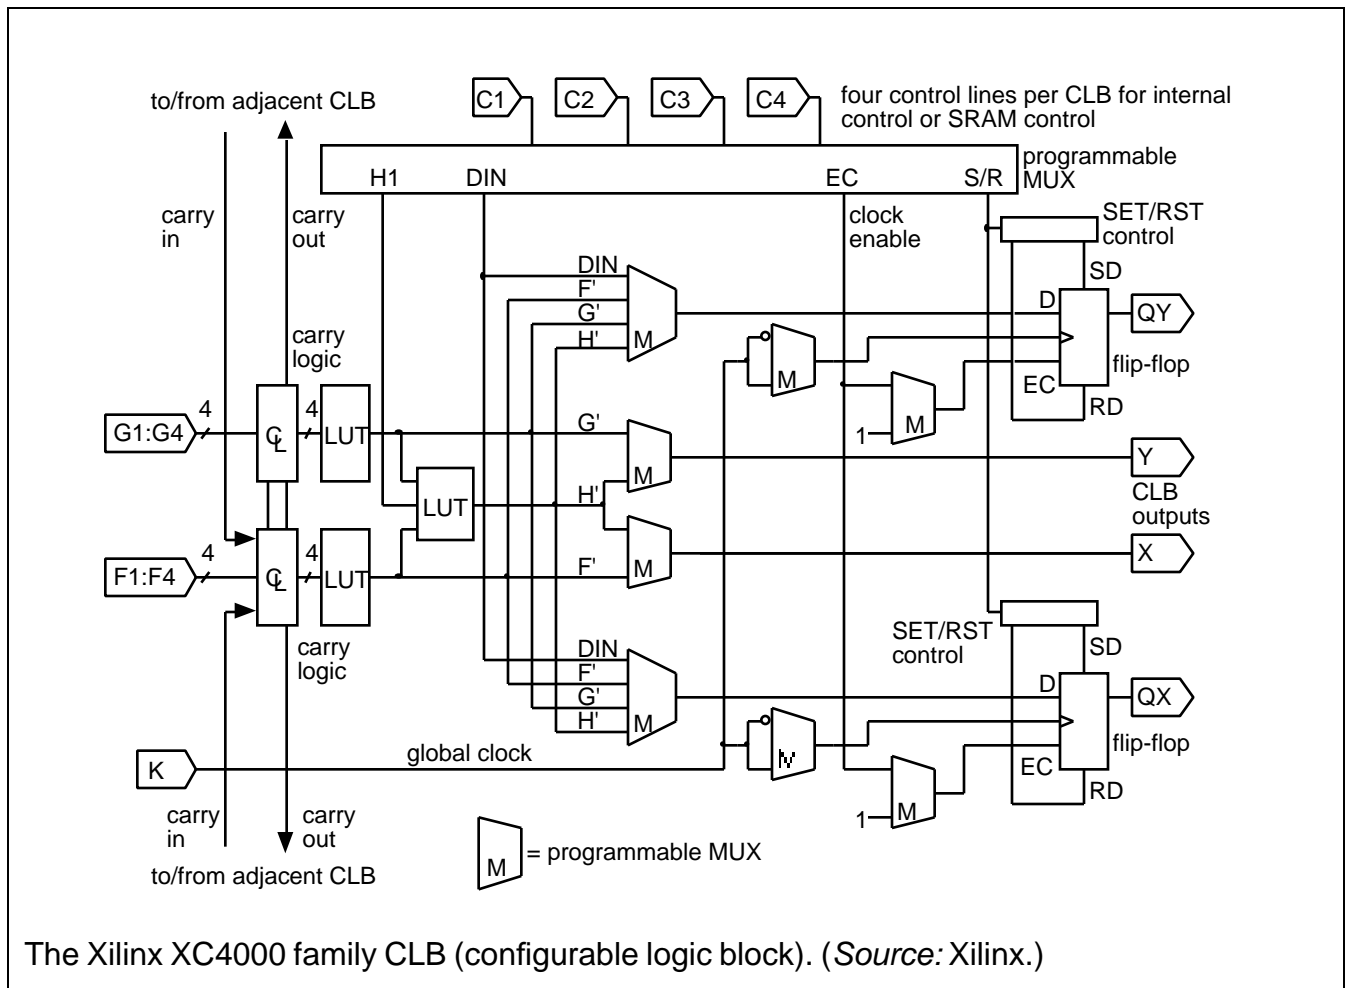 to/from adjacent CLB
C1
C2
C3
C4
four control lines per CLB for internal
control or SRAM control
programmable
MUX
H1
DIN
EC
S/R
carry
in
carry
out
clock
enable
SET/RST
control
DIN
F'
G'
H'
M
SD
D
QY
carry
logic
M
EC
flip-flop
RD
M
1
G1:G4
4
CL
4
LUT
G'
M
Y
LUT
H'
CLB
outputs
F1:F4
4
CL
4
LUT
F'
M
X
carry
logic
SET/RST
control
SD
DIN
F'
G'
H'
M
D
QX
K
global clock
EC
flip-flop
RD
M
1
carry
in
carry
out
to/from adjacent CLB
M
= programmable MUX
The Xilinx XC4000 family CLB (configurable logic block). (Source: Xilinx.)